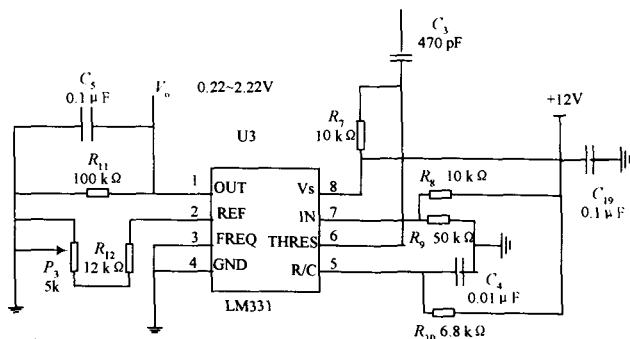 C3
470 pF
C5
0.1 μF
Vo
0.22~2.22V
+12V
R7
10 kΩ
U3
R11
100 kΩ
1
OUT
Vs
8
R8
10 kΩ
C19
0.1 μF
2
REF
IN
7
R9
50 kΩ
3
FREQ
THRES
6
P3
5k
R12
12 kΩ
4
GND
R/C
5
C4
0.01 μF
LM331
R10
6.8 kΩ